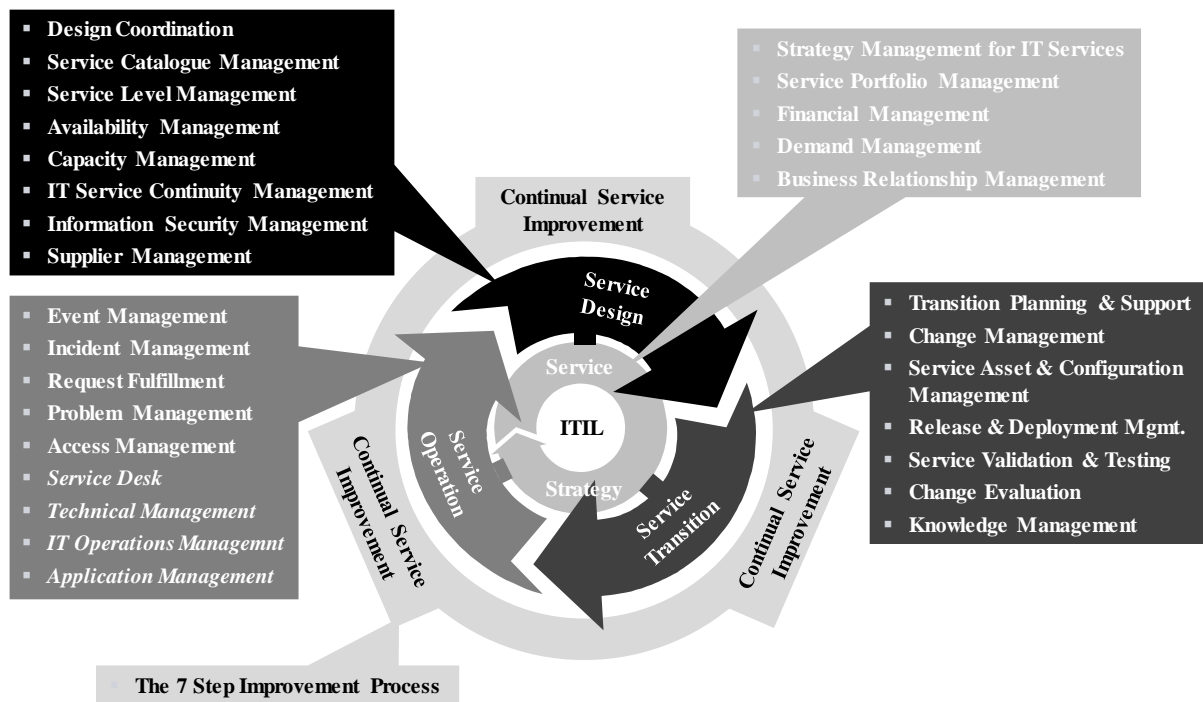 Design Coordination
Service Catalogue Management
Service Level Management
Availability Management
Capacity Management
IT Service Continuity Management
Information Security Management
Supplier Management
Strategy Management for IT Services
Service Portfolio Management
Financial Management
Demand Management
Business Relationship Management
Continual Service
Improvement
Service
Design
Event Management
Incident Management
Request Fulfillment
Problem Management
Access Management
Service Desk
Technical Management
IT Operations Managemnt
Application Management
Transition Planning & Support
Change Management
Service Asset & Configuration
Management
Release & Deployment Mgmt.
Service Validation & Testing
Change Evaluation
Knowledge Management
Service
ITIL
Strategy
Service
Operation
Service
Transition
Continual Service
Improvement
Continual Service
Improvement
The 7 Step Improvement Process